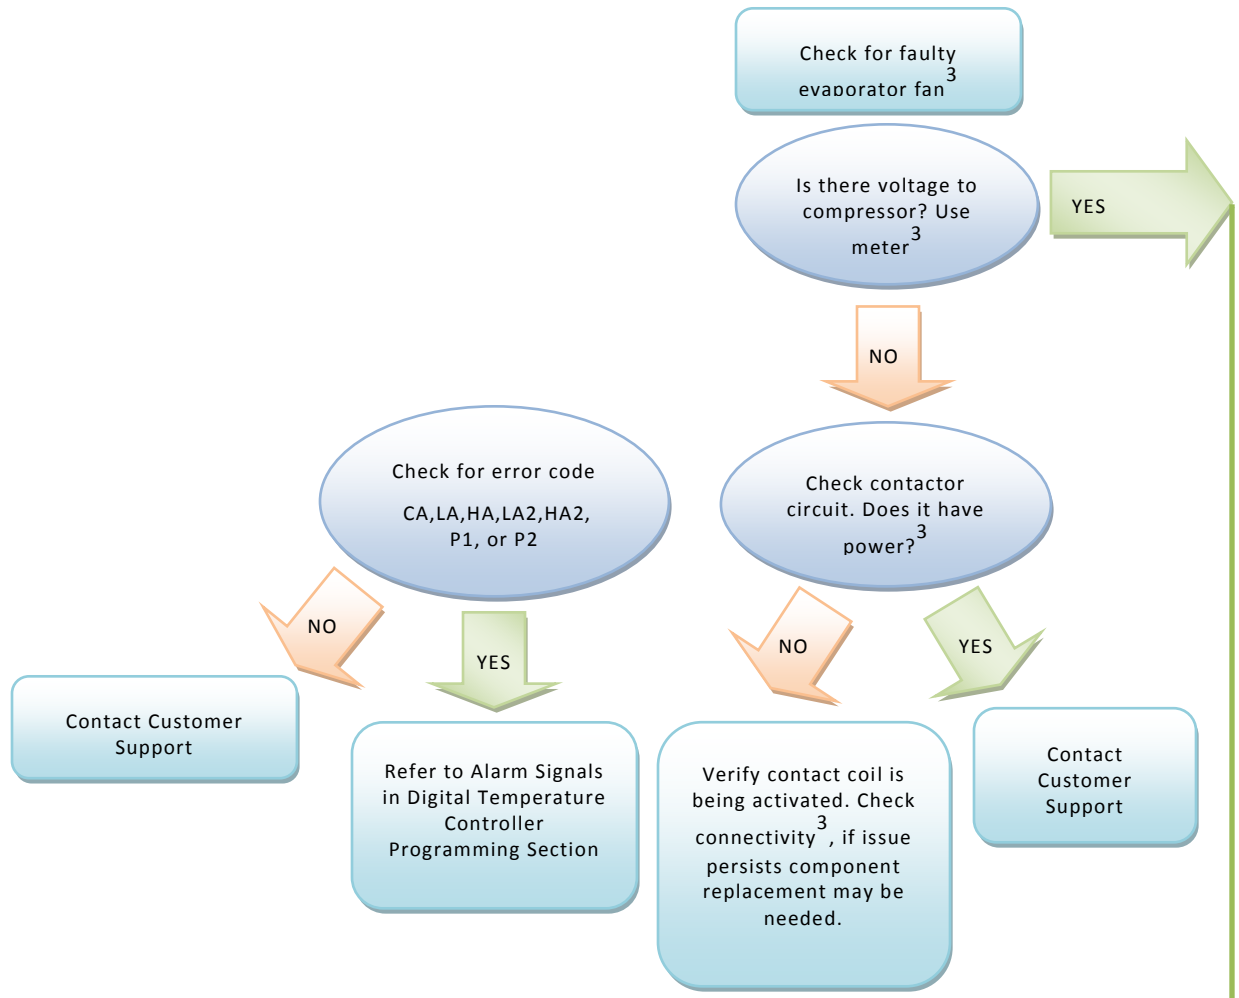 Check for faulty
evaporator fan3
Is there voltage to
compressor? Use
meter3
YES
NO
Check for error code
CA,LA,HA,LA2,HA2,
P1, or P2
Check contactor
circuit. Does it have
power?3
NO
YES
NO
YES
Contact Customer
Support
Refer to Alarm Signals
in Digital Temperature
Controller
Programming Section
Verify contact coil is
being activated. Check
connectivity3, if issue
persists component
replacement may be
needed.
Contact
Customer
Support